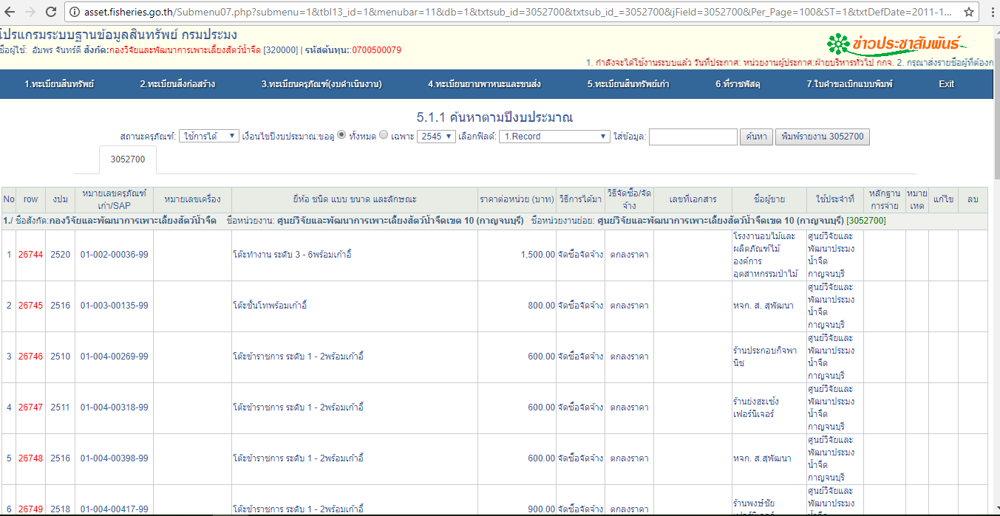 asset.fisheries.go.th/Submenu07.php?submenu=1&tbl13_id=1&menubar=11&db=1&txtsub_id=3052700&txtsub_id_=3052700&jField=3052700&Per_Page=100&ST=1&txtDefDate=2011-1...
โปรแกรมระบบฐานข้อมูลสินทรัพย์ กรมประมง
ชื่อผู้ใช้: อัมพร จันทร์ดี สังกัด:กองวิจัยและพัฒนาการเพาะเลี้ยงสัตว์น้ำจืด [320000] | รหัสต้นทุน::0700500079
ข่าวประชาสัมพันธ์
1. กำลังจะได้ใช้งานระบบแล้ว วันที่ประกาศ: หน่วยงานผู้ประกาศ:ฝ่ายบริหารทั่วไป กกจ. 2. กรุณาส่งรายชื่อผู้ที่ต้องก
1.ทะเบียนสินทรัพย์ 2.ทะเบียนสิ่งก่อสร้าง 3.ทะเบียนครุภัณฑ์(งบดำเนินงาน) 4.ทะเบียนยานพาหนะและขนส่ง 5.ทะเบียนสินทรัพย์เก่า 6.ที่ราชพัสดุ 7.ใบคำขอเบิกแบบพิมพ์ Exit
5.1.1 ค้นหาตามปีงบประมาณ
สถานะครุภัณฑ์: ใช้การได้ เงื่อนไขปีงบประมาณ:ขอดู ทั้งหมด เฉพาะ 2545 เลือกฟิลด์: 1.Record ใส่ข้อมูล: ค้นหา พิมพ์รายงาน 3052700
3052700
No row งปม หมายเลขครุภัณฑ์ เก่า/SAP หมายเลขเครื่อง ยี่ห้อ ชนิด แบบ ขนาด และลักษณะ ราคาต่อหน่วย (บาท) วิธีการได้มา วิธีจัดซื้อ/จัดจ้าง เลขที่เอกสาร ชื่อผู้ขาย ใช้ประจำที่ หลักฐานการจ่าย หมายเหตุ แก้ไข ลบ
1./ ชื่อสังกัด:กองวิจัยและพัฒนาการเพาะเลี้ยงสัตว์น้ำจืด ชื่อหน่วยงาน: ศูนย์วิจัยและพัฒนาการเพาะเลี้ยงสัตว์น้ำจืดเขต 10 (กาญจนบุรี) ชื่อหน่วยงานย่อย: ศูนย์วิจัยและพัฒนาการเพาะเลี้ยงสัตว์น้ำจืดเขต 10 (กาญจนบุรี) [3052700]
1 26744 2520 01-002-00036-99 โต๊ะทำงาน ระดับ 3 - 6พร้อมเก้าอี้ 1,500.00 จัดซื้อจัดจ้าง ตกลงราคา โรงงานอบไม้และผลิตภัณฑ์ไม้ องค์การอุตสาหกรรมป่าไม้ ศูนย์วิจัยและพัฒนาประมงน้ำจืดกาญจนบุรี
2 26745 2516 01-003-00135-99 โต๊ะชั้นโทพร้อมเก้าอี้ 800.00 จัดซื้อจัดจ้าง ตกลงราคา หจก. ส. สุพัฒนา ศูนย์วิจัยและพัฒนาประมงน้ำจืดกาญจนบุรี
3 26746 2510 01-004-00269-99 โต๊ะข้าราชการ ระดับ 1 - 2พร้อมเก้าอี้ 600.00 จัดซื้อจัดจ้าง ตกลงราคา ร้านประกอบกิจพานิช ศูนย์วิจัยและพัฒนาประมงน้ำจืดกาญจนบุรี
4 26747 2511 01-004-00318-99 โต๊ะข้าราชการ ระดับ 1 - 2พร้อมเก้าอี้ 600.00 จัดซื้อจัดจ้าง ตกลงราคา ร้านย่งฮะเซ้งเฟอร์นิเจอร์ ศูนย์วิจัยและพัฒนาประมงน้ำจืดกาญจนบุรี
5 26748 2516 01-004-00398-99 โต๊ะข้าราชการ ระดับ 1 - 2พร้อมเก้าอี้ 600.00 จัดซื้อจัดจ้าง ตกลงราคา หจก. ส.สุพัฒนา ศูนย์วิจัยและพัฒนาประมงน้ำจืดกาญจนบุรี
6 26749 2518 01-004-00417-99 โต๊ะข้าราชการ ระดับ 1 - 2พร้อมเก้าอี้ 900.00 จัดซื้อจัดจ้าง ตกลงราคา ร้านพงษ์ชัย ศูนย์วิจัยและพัฒนาประมง